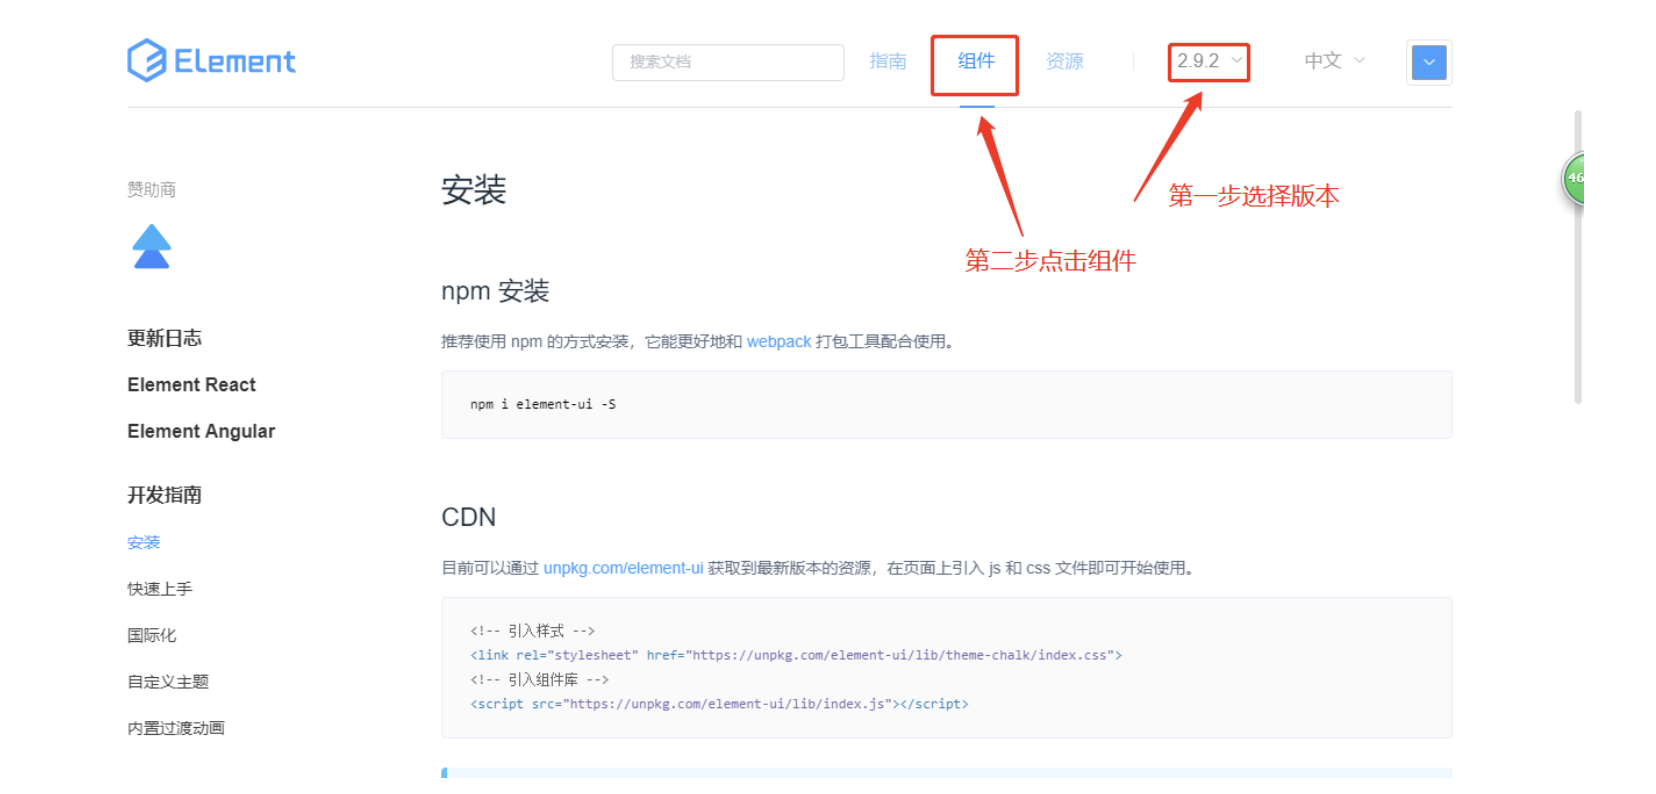 Element
搜索文档
指南
组件
资源
2.9.2
中文
第一步选择版本
第二步点击组件
46
赞助商
更新日志
Element React
Element Angular
开发指南
安装
快速上手
国际化
自定义主题
内置过渡动画
安装
npm 安装
推荐使用 npm 的方式安装，它能更好地和 webpack 打包工具配合使用。
npm i element-ui -S
CDN
目前可以通过 unpkg.com/element-ui 获取到最新版本的资源，在页面上引入 js 和 css 文件即可开始使用。
<!-- 引入样式 -->
<link rel="stylesheet" href="https://unpkg.com/element-ui/lib/theme-chalk/index.css">
<!-- 引入组件库 -->
<script src="https://unpkg.com/element-ui/lib/index.js"></script>